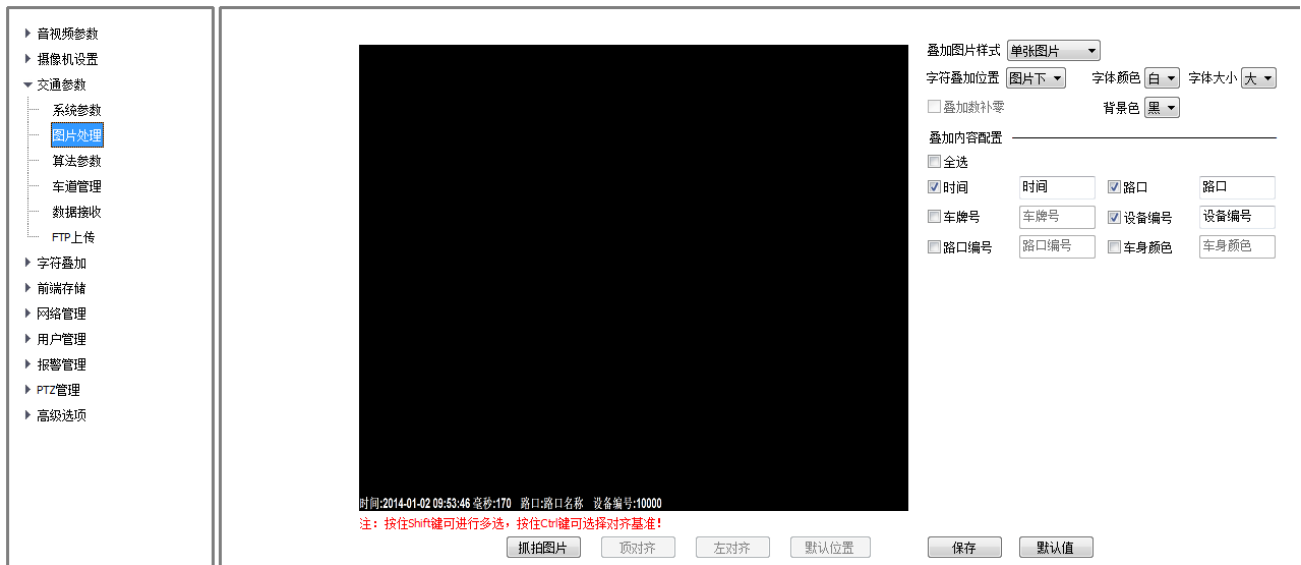 音视频参数
摄像机设置
交通参数
系统参数
图片处理
算法参数
车道管理
数据接收
FTP上传
字符叠加
前端存储
网络管理
用户管理
报警管理
PTZ管理
高级选项
时间:2014-01-02 09:53:46 毫秒:170 路口:路口名称 设备编号:10000
注：按住Shift键可进行多选，按住Ctrl键可选择对齐基准！
抓拍图片 顶对齐 左对齐 默认位置
叠加图片样式 单张图片
字符叠加位置 图片下 字体颜色 白 字体大小 大
叠加数补零 背景色 黑
叠加内容配置
全选
时间 时间 路口 路口
车牌号 车牌号 设备编号 设备编号
路口编号 路口编号 车身颜色 车身颜色
保存 默认值